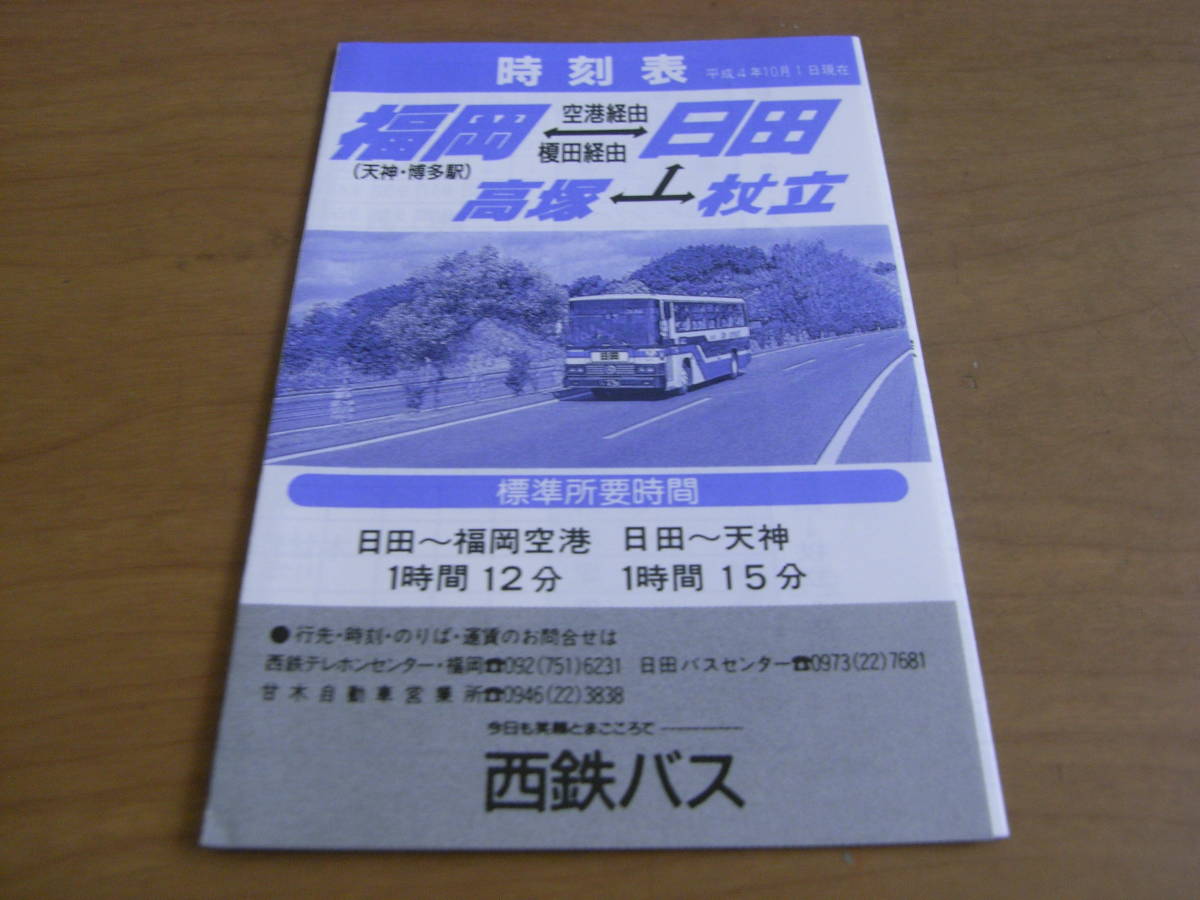 時刻表 平成4年10月1日現在
福岡 空港経由 日田
榎田経由
(天神・博多駅)
高塚 杖立
日田
標準所要時間
日田〜福岡空港 日田〜天神
1時間12分 1時間15分
●行先・時刻・のりば・運賃のお問合せは
西鉄テレホンセンター・福岡☎092(751)6231 日田バスセンター☎0973(22)7681
甘木自動車営業所☎0946(22)3838
今日も笑顔とまごころで
西鉄バス